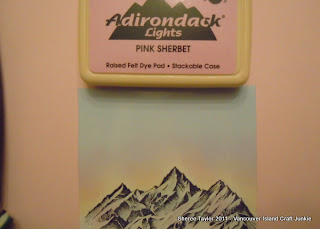 Adirondack®
Lights
PINK SHERBET
Raised Felt Dye Pad • Stackable Case
Sheree Taylor 2011 - Vancouver Island Craft Junkie